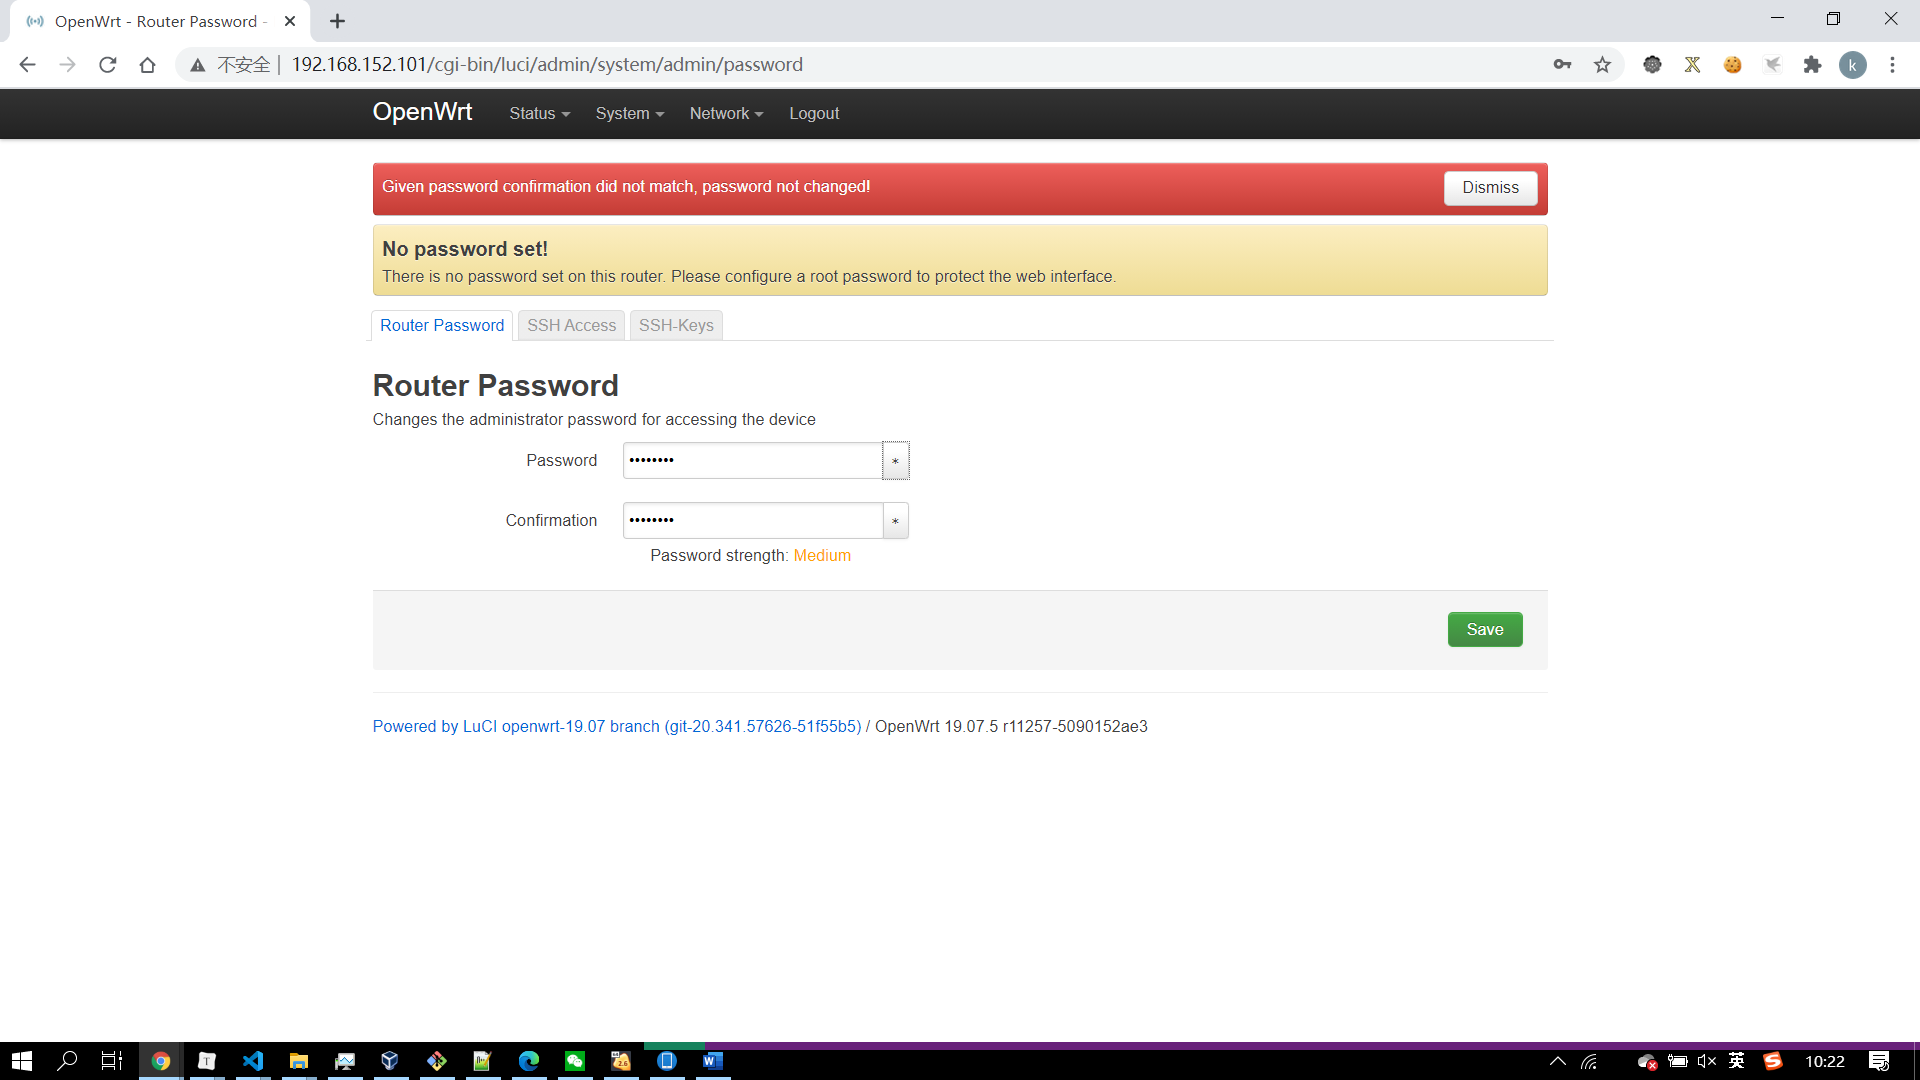 OpenWrt - Router Password -
不安全 | 192.168.152.101/cgi-bin/luci/admin/system/admin/password
k
OpenWrt Status System Network Logout
Given password confirmation did not match, password not changed!
Dismiss
No password set!
There is no password set on this router. Please configure a root password to protect the web interface.
Router Password SSH Access SSH-Keys
Router Password
Changes the administrator password for accessing the device
Password •••••••• *
Confirmation •••••••• *
Password strength: Medium
Save
Powered by LuCI openwrt-19.07 branch (git-20.341.57626-51f55b5) / OpenWrt 19.07.5 r11257-5090152ae3
英 10:22